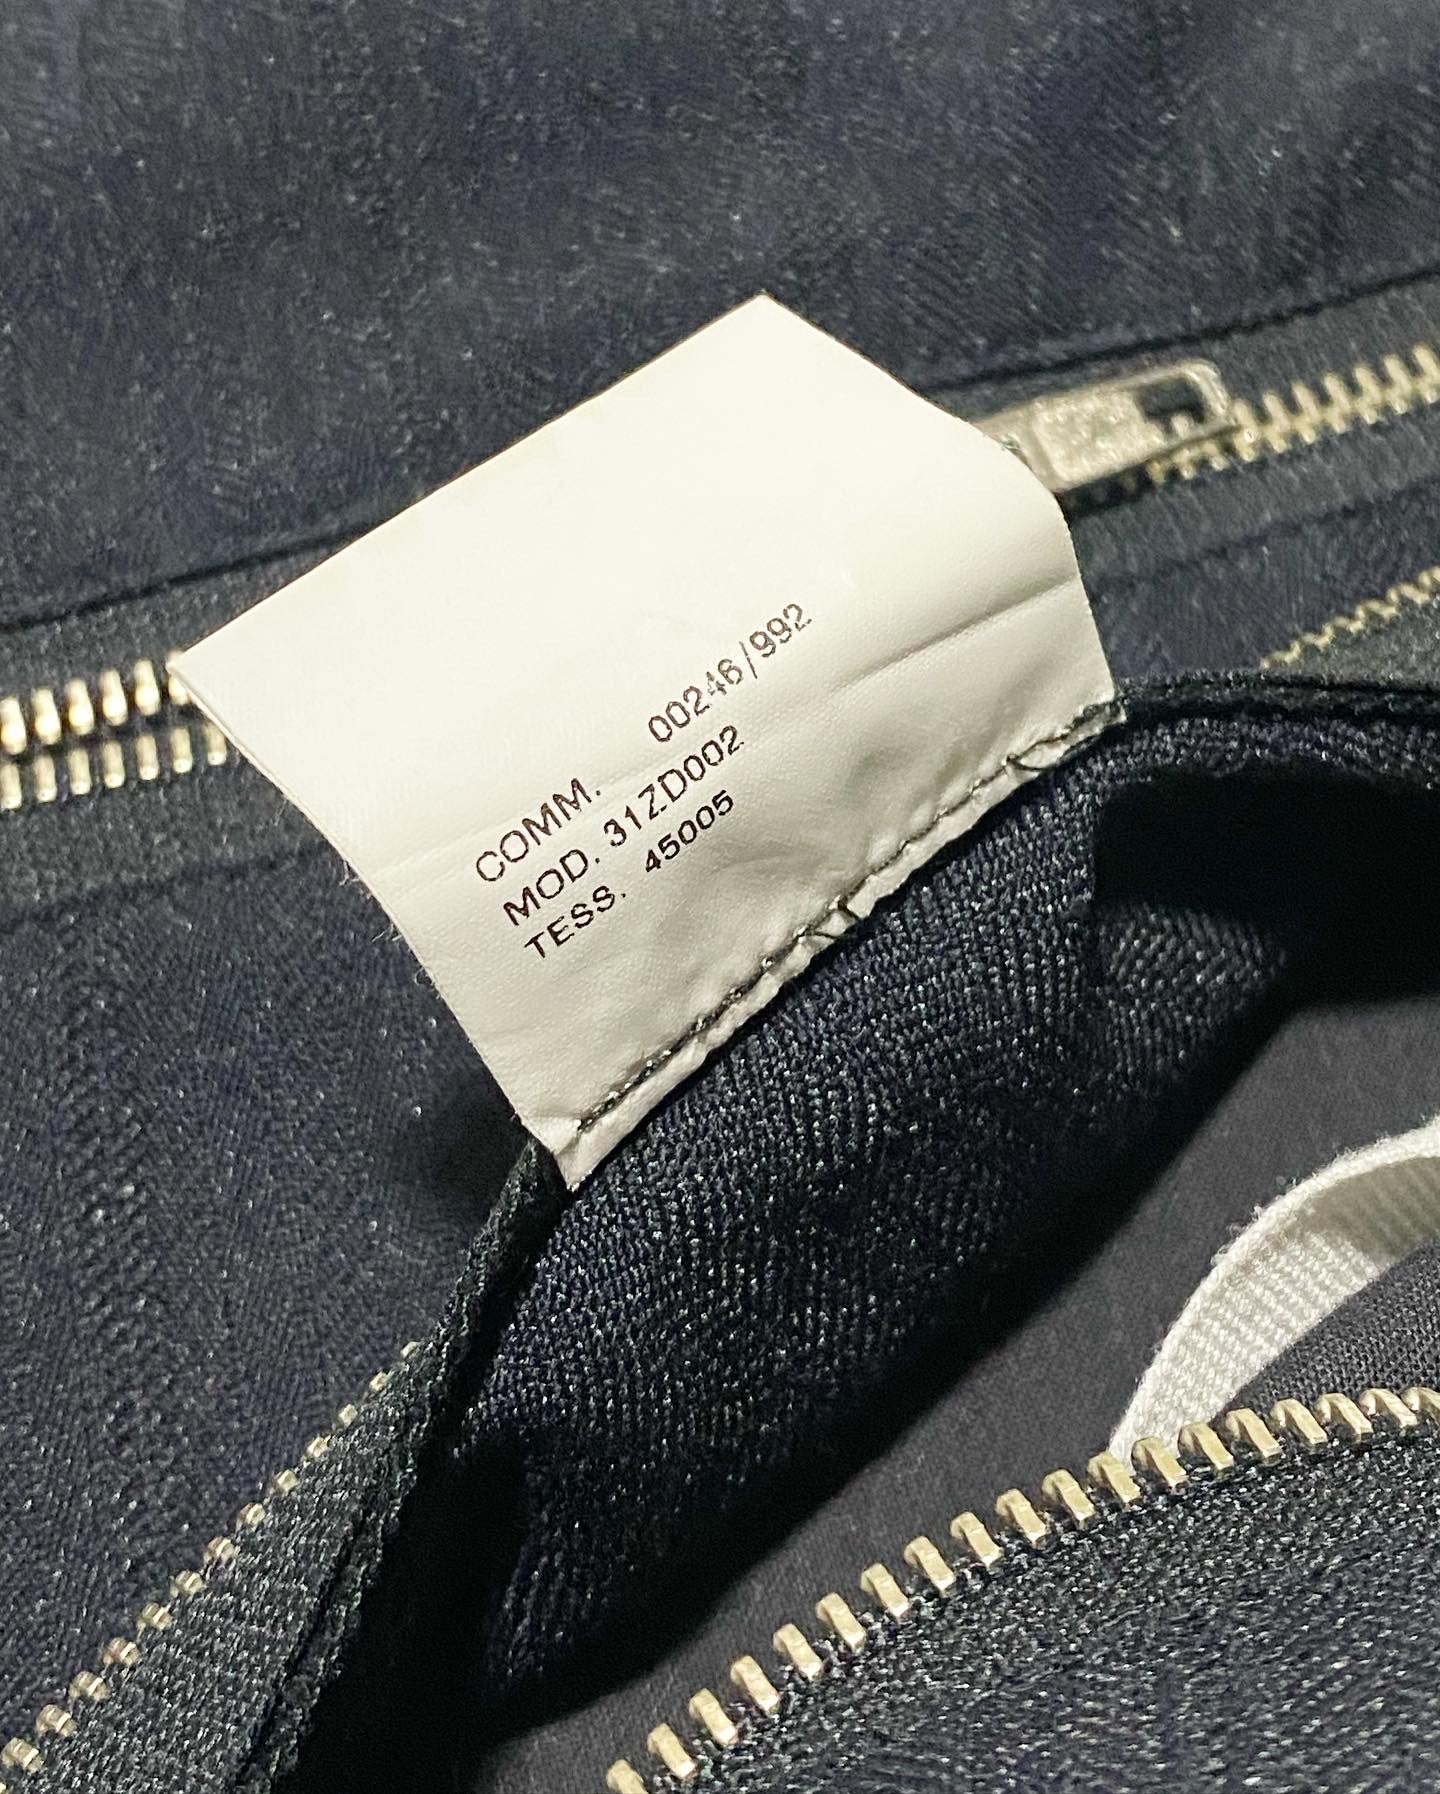 COMM. 00246/992
MOD. 31ZD002
TESS. 45005